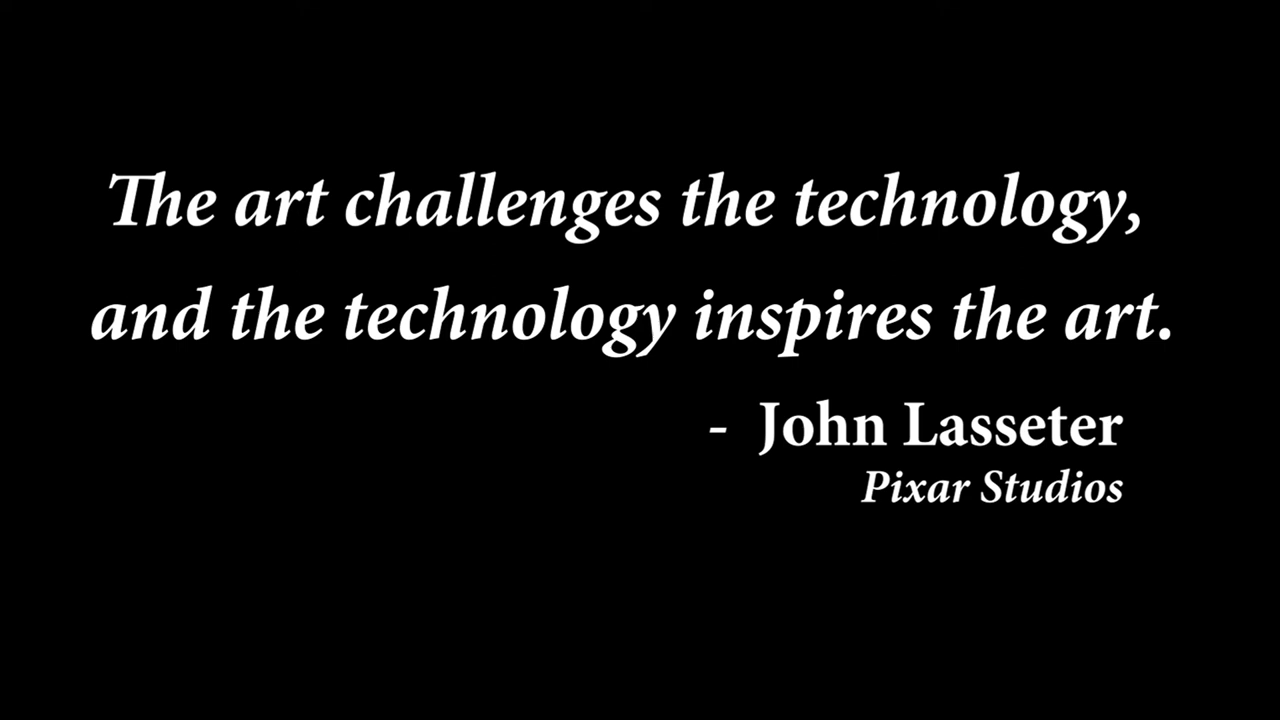 The art challenges the technology,
and the technology inspires the art.
- John Lasseter
Pixar Studios